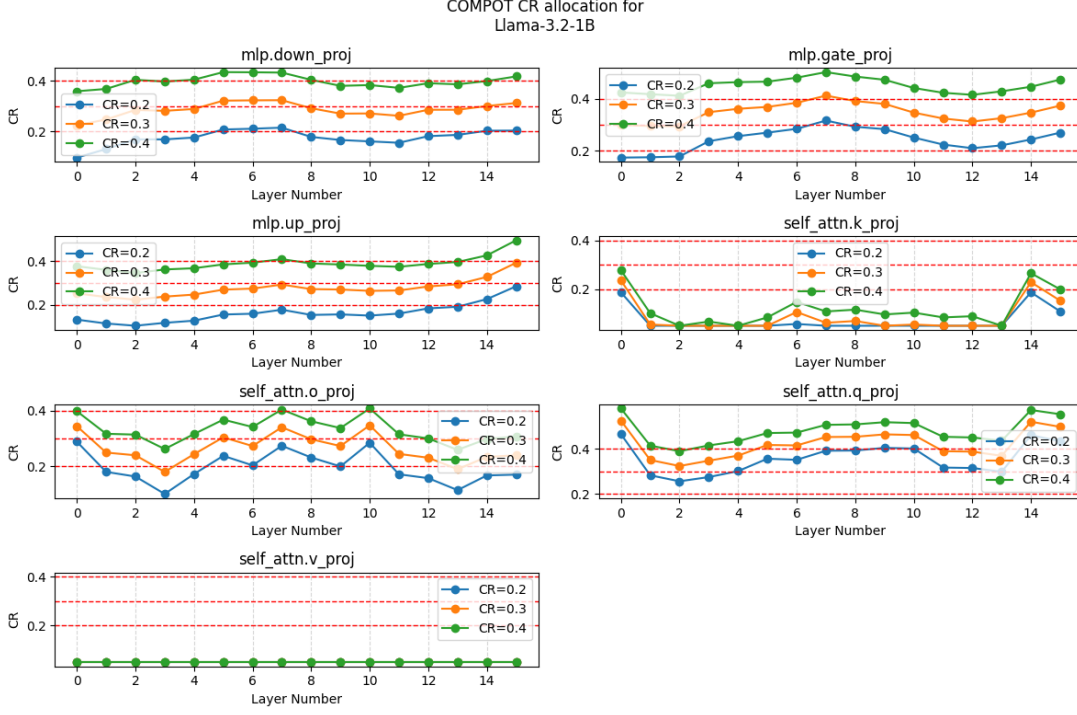 COMPOT CR allocation for
Llama-3.2-1B
mlp.down_proj
CR
0.4
0.3
0.2
CR=0.2
CR=0.3
CR=0.4
0 2 4 6 8 10 12 14
Layer Number
mlp.gate_proj
CR
0.4
0.2
CR=0.2
CR=0.3
CR=0.4
0 2 4 6 8 10 12 14
Layer Number
mlp.up_proj
CR
0.4
0.2
CR=0.2
CR=0.3
CR=0.4
0 2 4 6 8 10 12 14
Layer Number
self_attn.k_proj
CR
0.4
0.2
CR=0.2
CR=0.3
CR=0.4
0 2 4 6 8 10 12 14
Layer Number
self_attn.o_proj
CR
0.4
0.2
CR=0.2
CR=0.3
CR=0.4
0 2 4 6 8 10 12 14
Layer Number
self_attn.q_proj
CR
0.4
0.2
CR=0.2
CR=0.3
CR=0.4
0 2 4 6 8 10 12 14
Layer Number
self_attn.v_proj
CR
0.4
0.2
CR=0.2
CR=0.3
CR=0.4
0 2 4 6 8 10 12 14
Layer Number